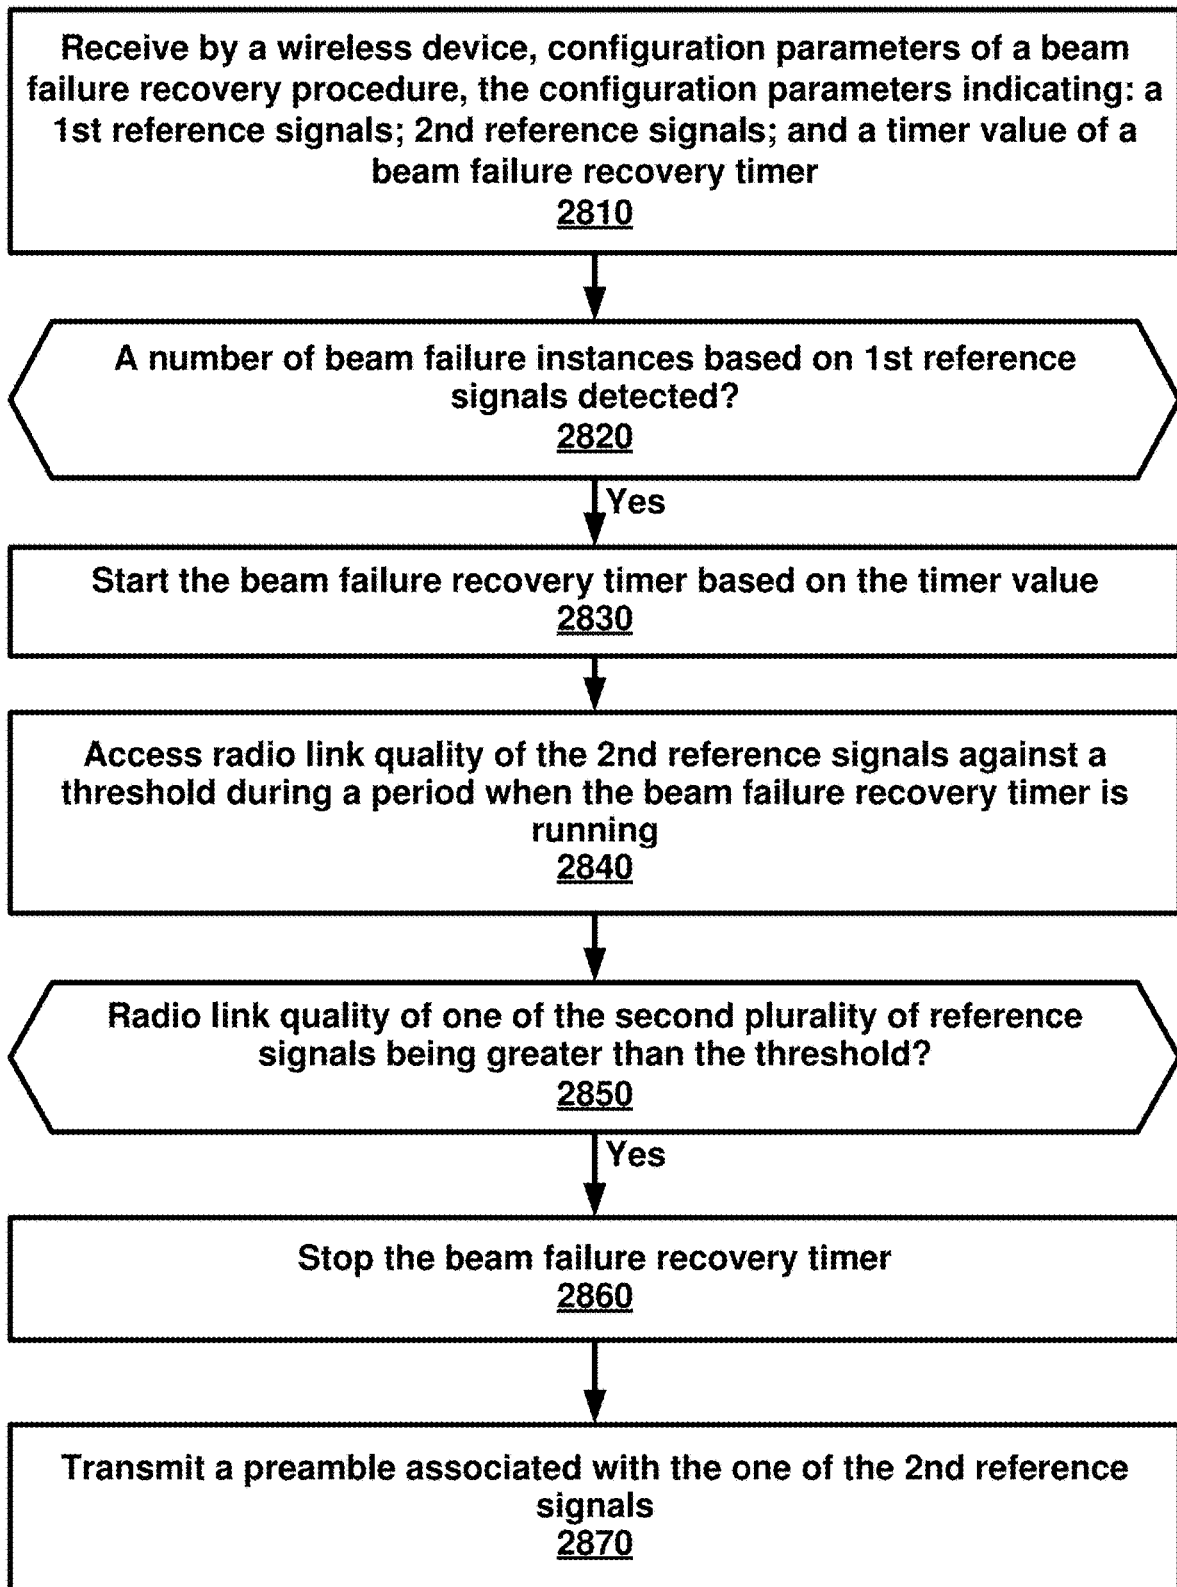 Receive by a wireless device, configuration parameters of a beam
failure recovery procedure, the configuration parameters indicating: a
1st reference signals; 2nd reference signals; and a timer value of a
beam failure recovery timer
2810
A number of beam failure instances based on 1st reference
signals detected?
2820
Yes
Start the beam failure recovery timer based on the timer value
2830
Access radio link quality of the 2nd reference signals against a
threshold during a period when the beam failure recovery timer is
running
2840
Radio link quality of one of the second plurality of reference
signals being greater than the threshold?
2850
Yes
Stop the beam failure recovery timer
2860
Transmit a preamble associated with the one of the 2nd reference
signals
2870